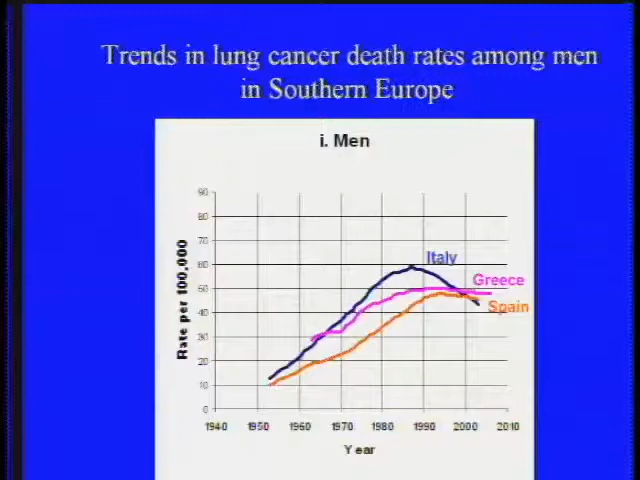 Trends in lung cancer death rates among men
in Southern Europe
i. Men
90
80
70
60
50
40
30
20
10
0
Rate per 100,000
Italy
Greece
Spain
1940 1950 1960 1970 1980 1990 2000 2010
Year